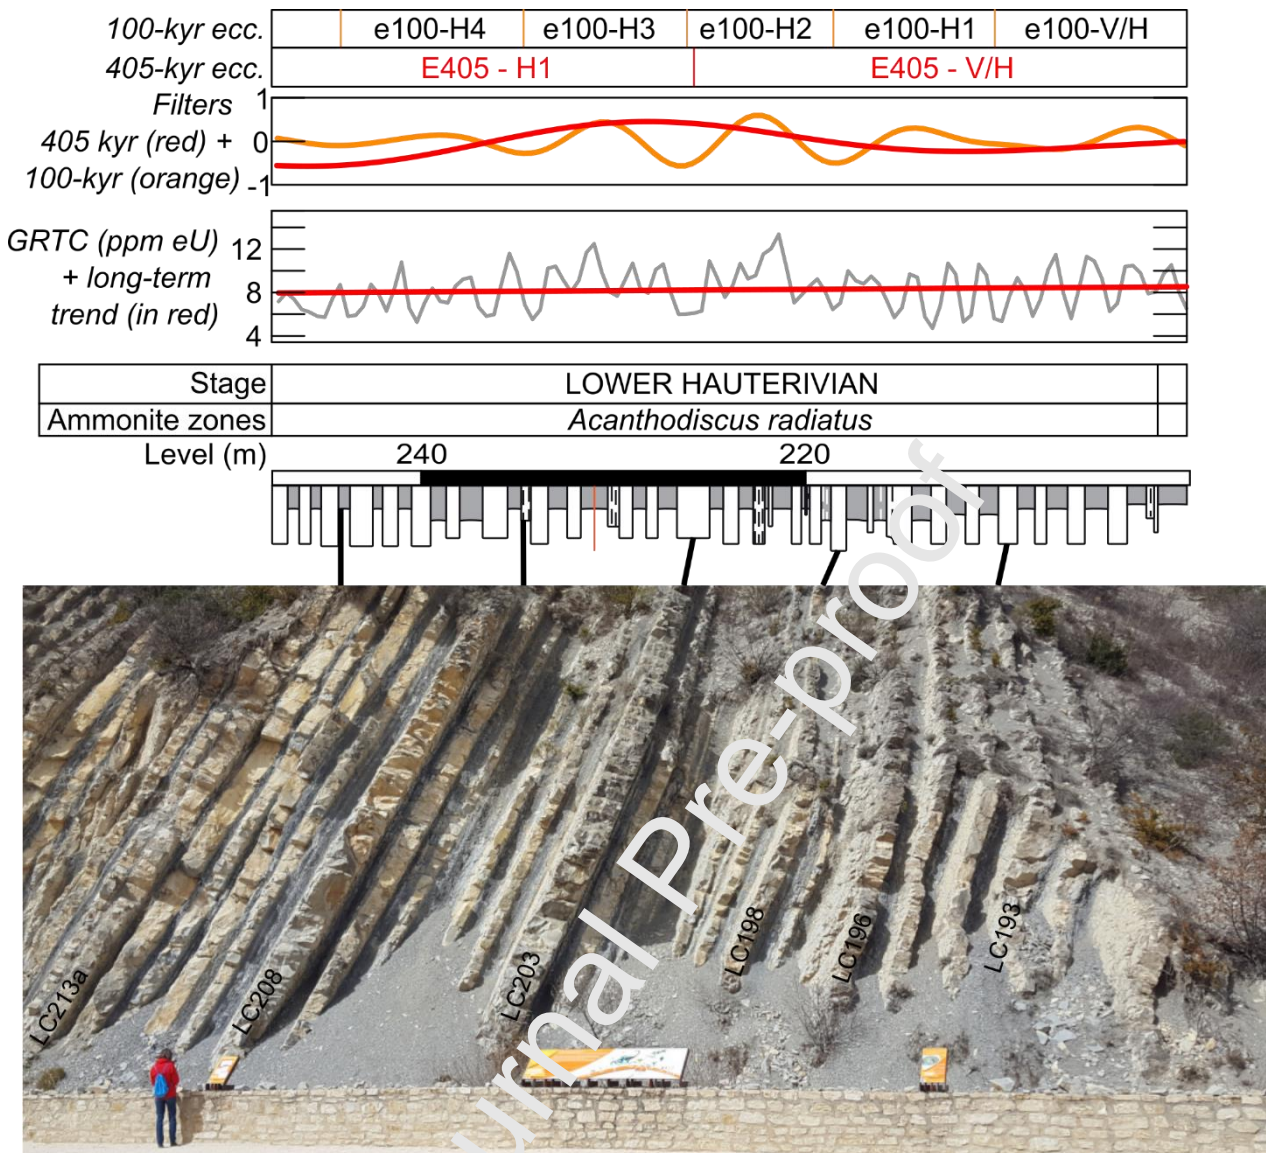 100-kyr ecc. e100-H4 e100-H3 e100-H2 e100-H1 e100-V/H
405-kyr ecc. E405 - H1 E405 - V/H
Filters
405 kyr (red) +
100-kyr (orange)
1
0
-1
GRTC (ppm eU)
+ long-term
trend (in red)
12
8
4
Stage LOWER HAUTERIVIAN
Ammonite zones Acanthodiscus radiatus
Level (m) 240 220
LC213a
LC208
LC203
LC198
LC196
LC193
urnal Pre-proof